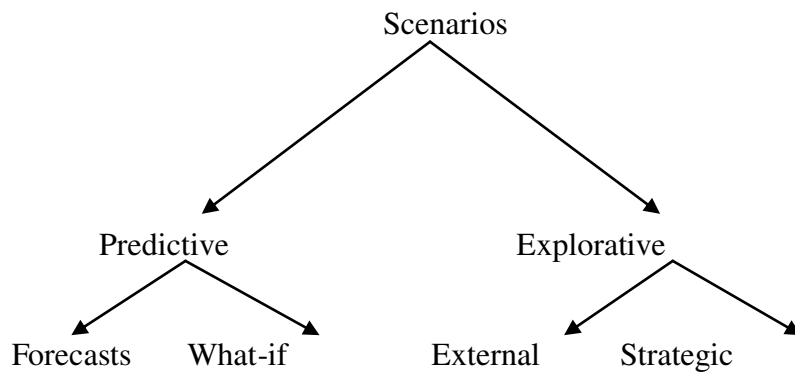 Scenarios
Predictive Explorative
Forecasts What-if External Strategic